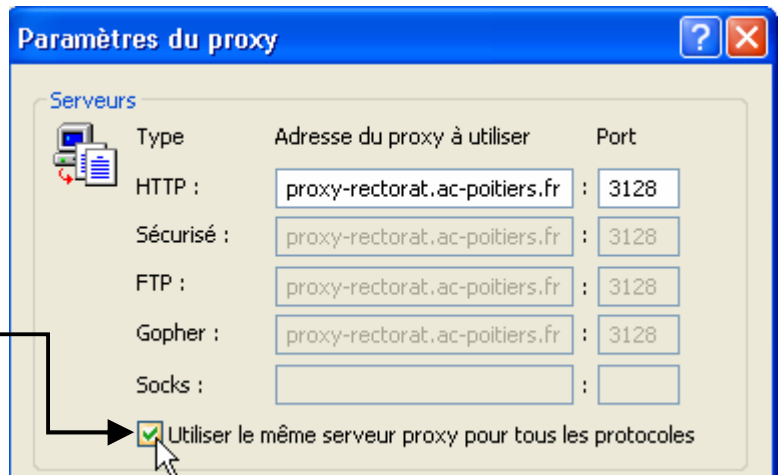 Paramètres du proxy
Serveurs
Type Adresse du proxy à utiliser Port
HTTP : proxy-rectorat.ac-poitiers.fr : 3128
Sécurisé : proxy-rectorat.ac-poitiers.fr : 3128
FTP : proxy-rectorat.ac-poitiers.fr : 3128
Gopher : proxy-rectorat.ac-poitiers.fr : 3128
Socks : :
Utiliser le même serveur proxy pour tous les protocoles